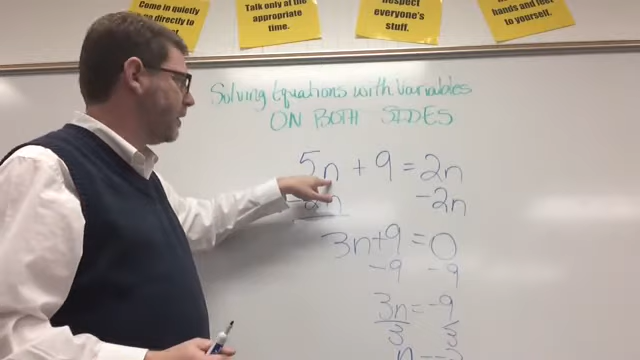 Come in quietly
Talk only at the
appropriate
time.
respect
everyone's
stuff.
hands and feet
to yourself.
Solving Equations with Variables
ON BOTH SIDES
5n + 9 = 2n
-2n
3n+9 = 0
-9 -9
3n = -9
3 3
n = -3